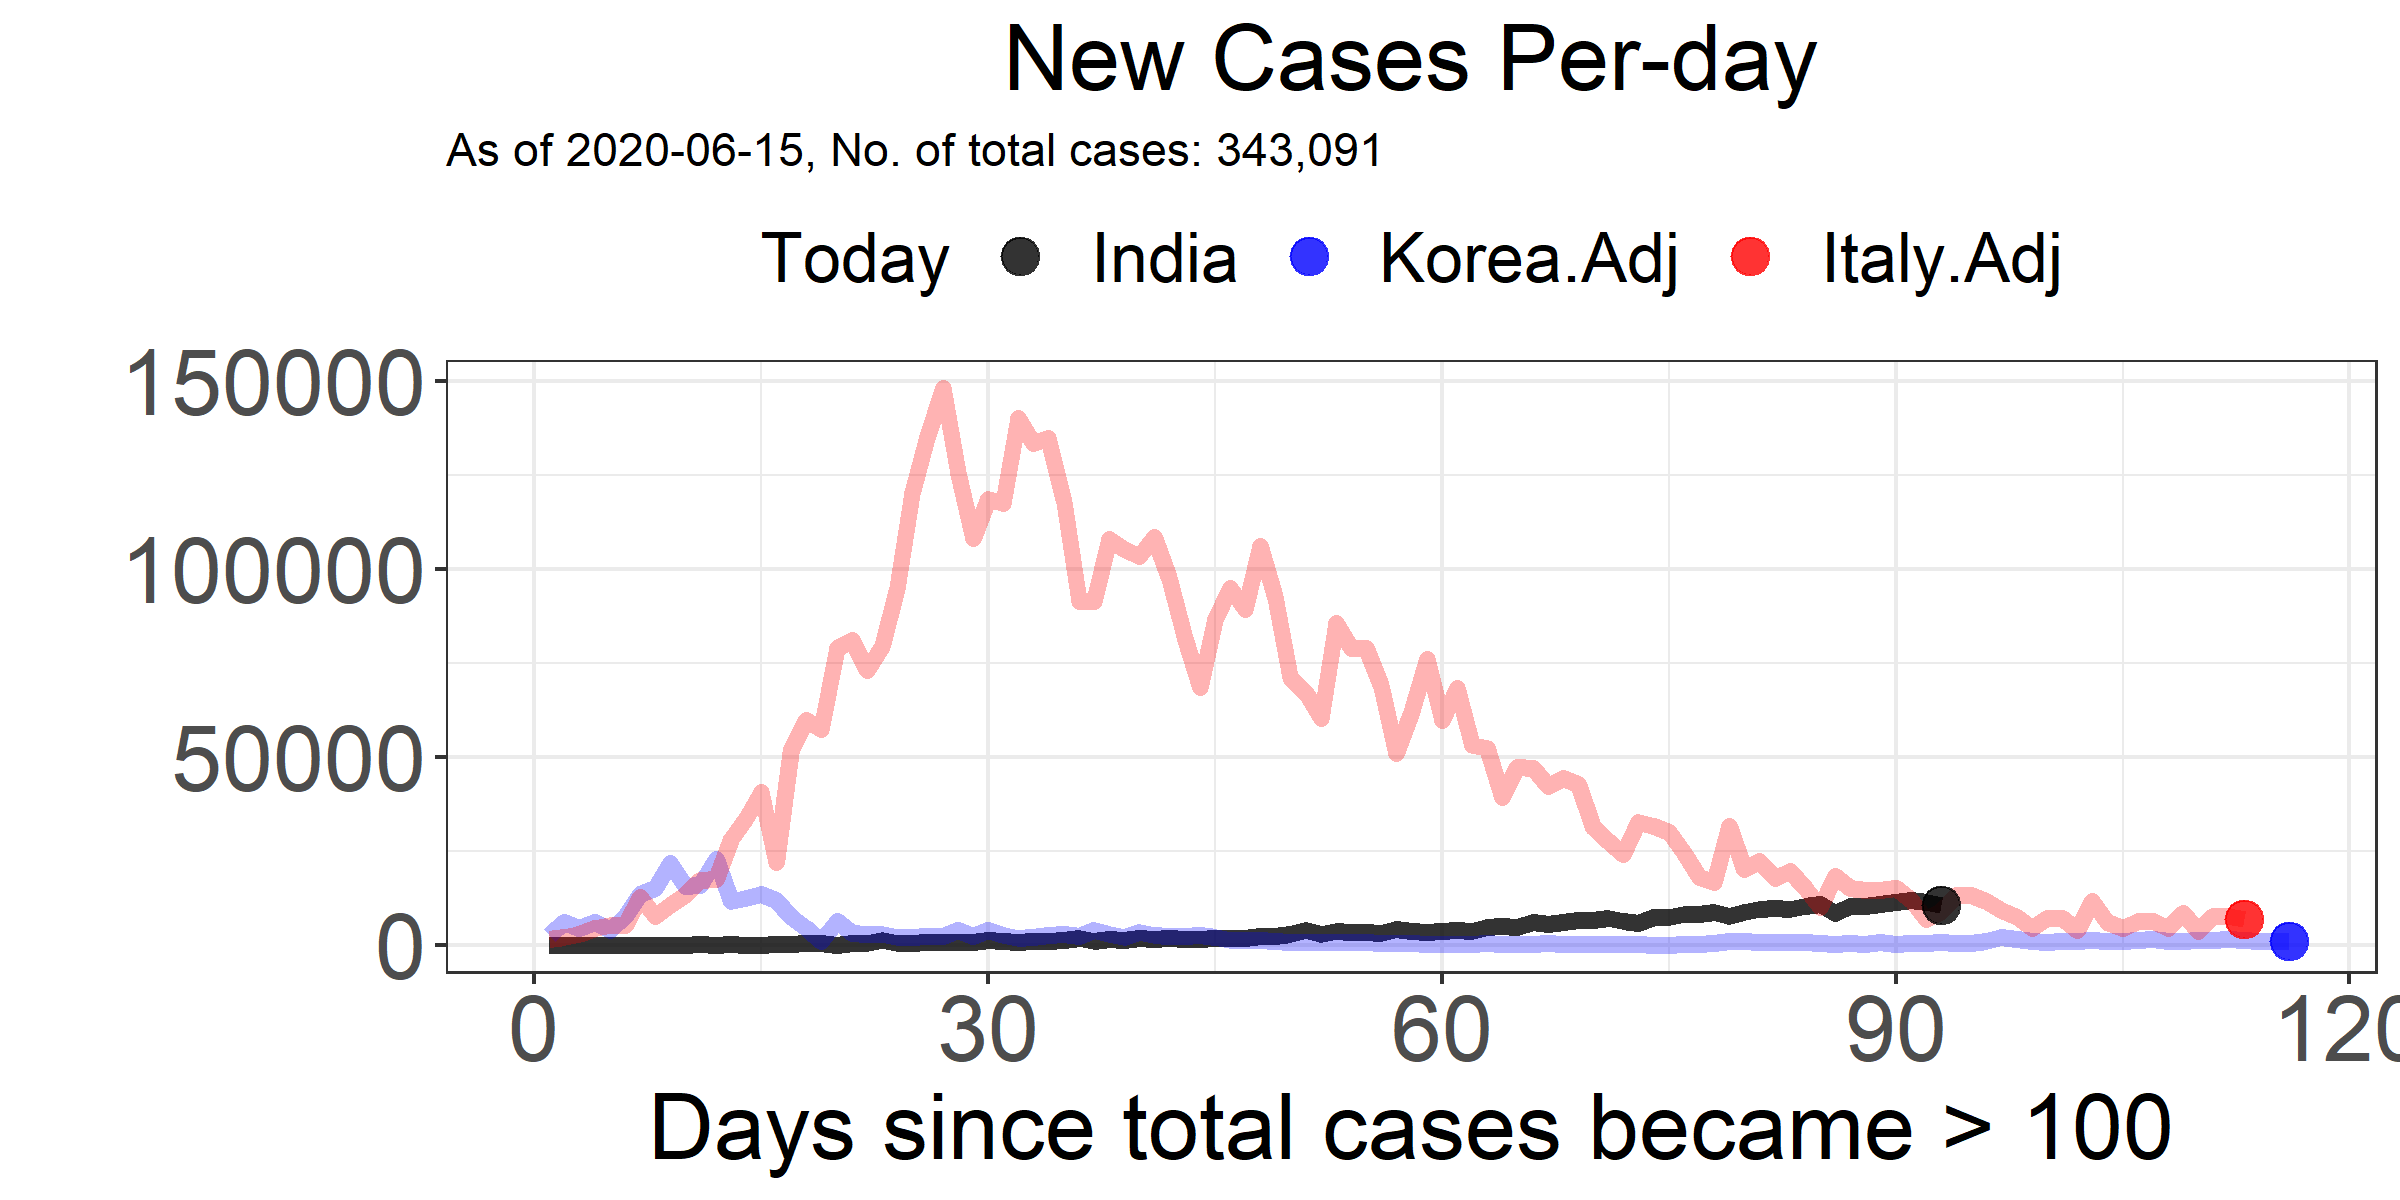 New Cases Per-day
As of 2020-06-15, No. of total cases: 343,091
Today India Korea.Adj Italy.Adj
150000
100000
50000
0
0 30 60 90 120
Days since total cases became > 100